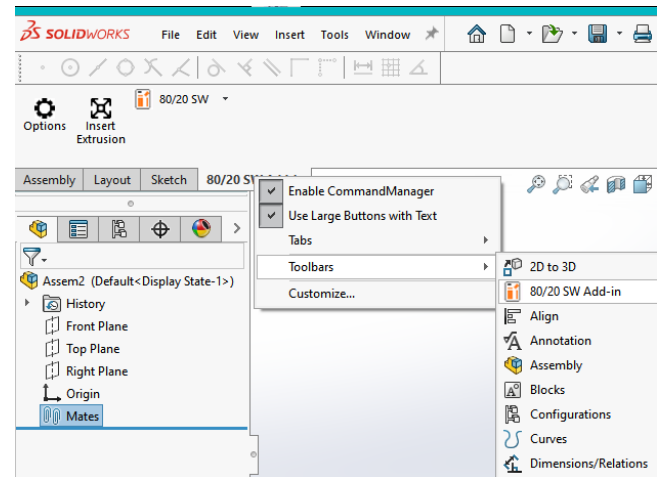 SOLIDWORKS File Edit View Insert Tools Window
80/20 SW
Options Insert Extrusion
Assembly Layout Sketch 80/20
Enable CommandManager
Use Large Buttons with Text
Tabs
Toolbars
Customize...
Assem2 (Default<Display State-1>)
History
Front Plane
Top Plane
Right Plane
Origin
Mates
2D to 3D
80/20 SW Add-in
Align
Annotation
Assembly
Blocks
Configurations
Curves
Dimensions/Relations